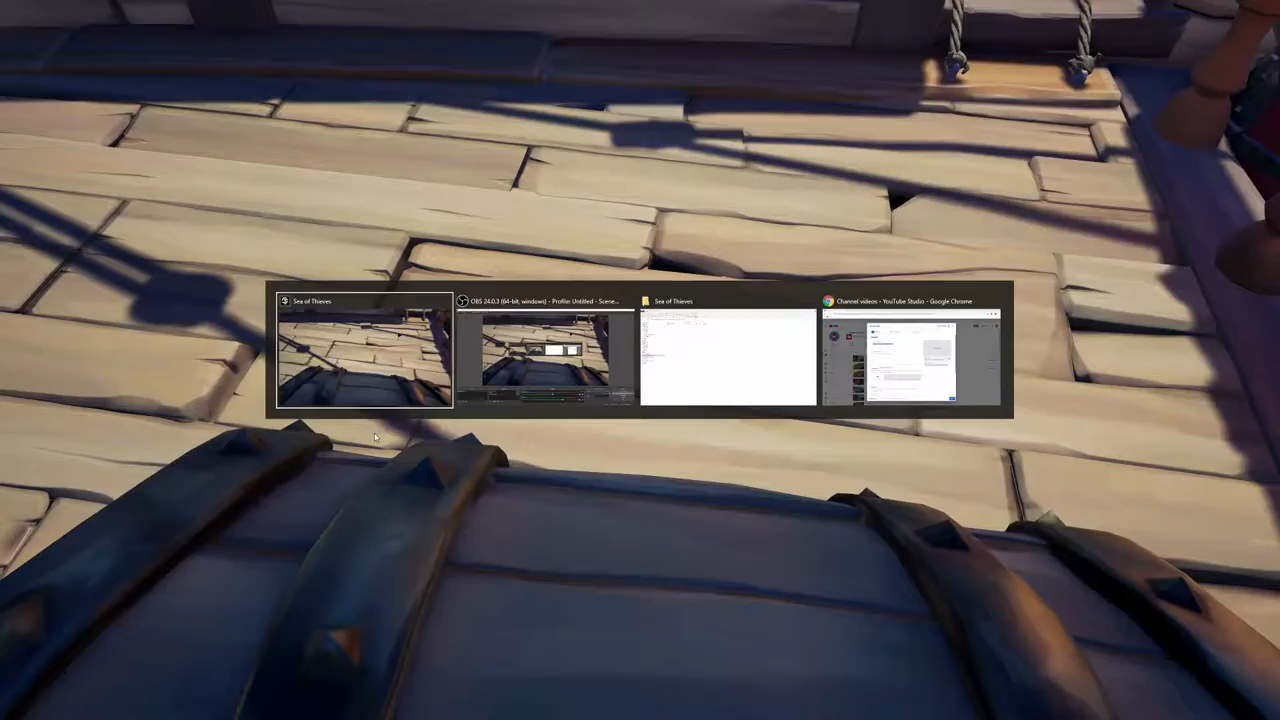 Sea of Thieves
OBS 24.0.3 (64-bit, windows) - Profile: Untitled - Scene...
Sea of Thieves
Channel videos - YouTube Studio - Google Chrome